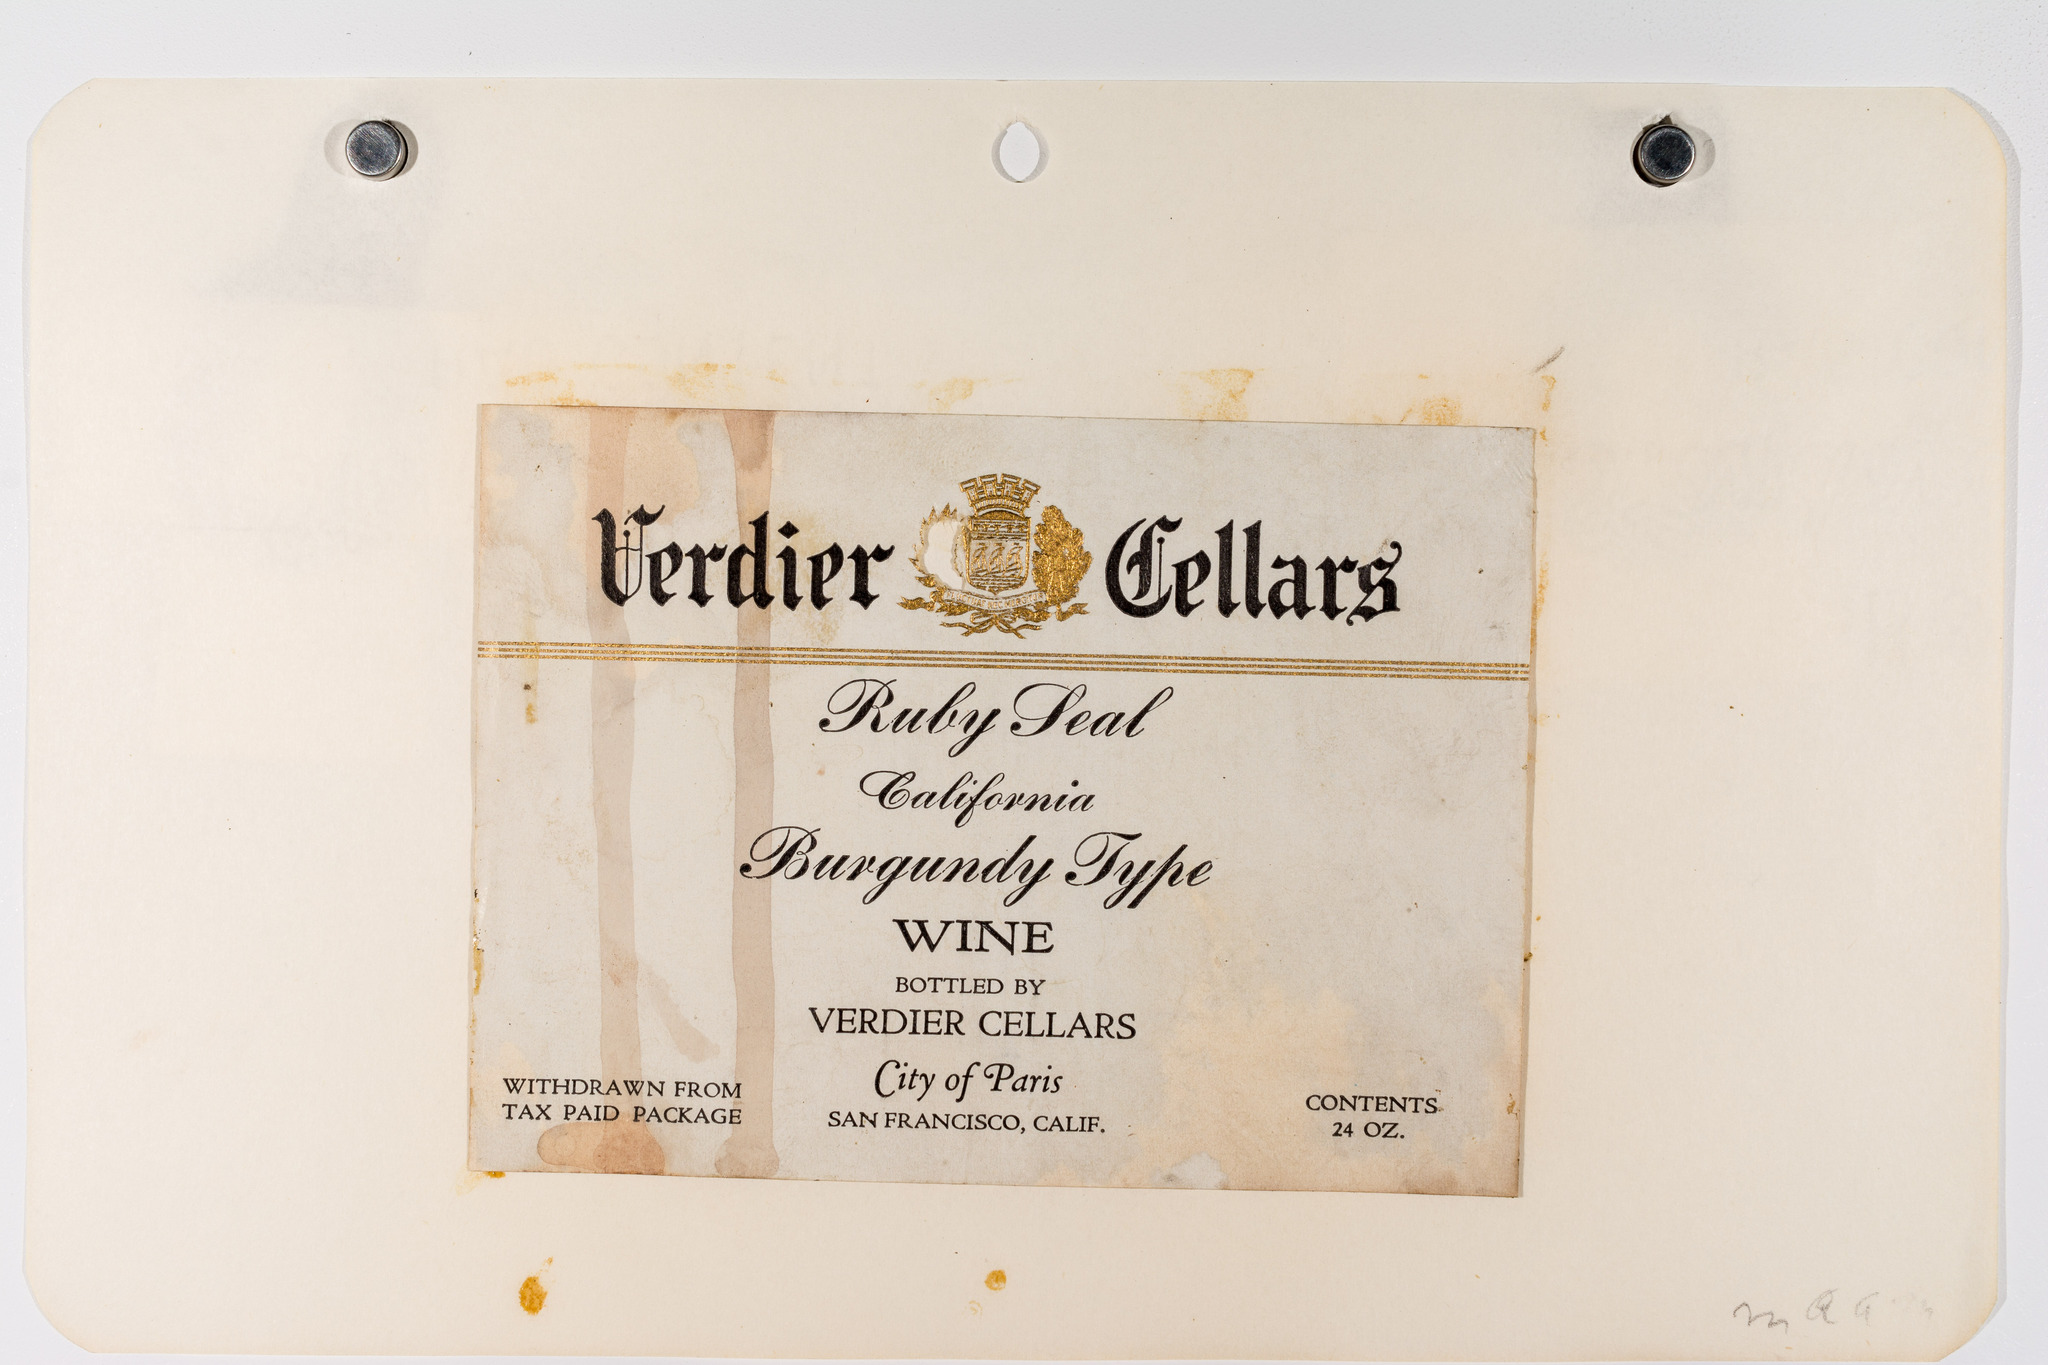 Verdier Cellars
Ruby Seal
California
Burgundy Type
WINE
BOTTLED BY
VERDIER CELLARS
City of Paris
SAN FRANCISCO, CALIF.
WITHDRAWN FROM
TAX PAID PACKAGE
CONTENTS
24 OZ.